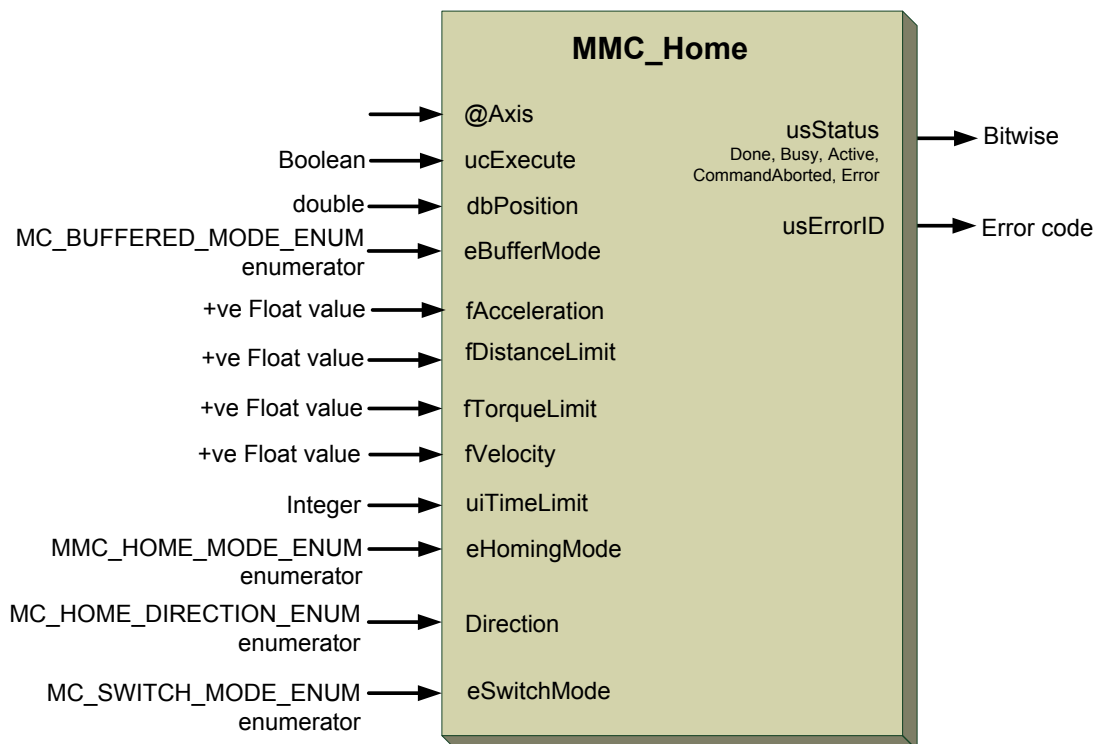 MMC_Home
@Axis
Boolean
ucExecute
double
dbPosition
MC_BUFFERED_MODE_ENUM
enumerator
eBufferMode
+ve Float value
fAcceleration
+ve Float value
fDistanceLimit
+ve Float value
fTorqueLimit
+ve Float value
fVelocity
Integer
uiTimeLimit
MMC_HOME_MODE_ENUM
enumerator
eHomingMode
MC_HOME_DIRECTION_ENUM
enumerator
Direction
MC_SWITCH_MODE_ENUM
enumerator
eSwitchMode
usStatus
Done, Busy, Active,
CommandAborted, Error
Bitwise
usErrorID
Error code